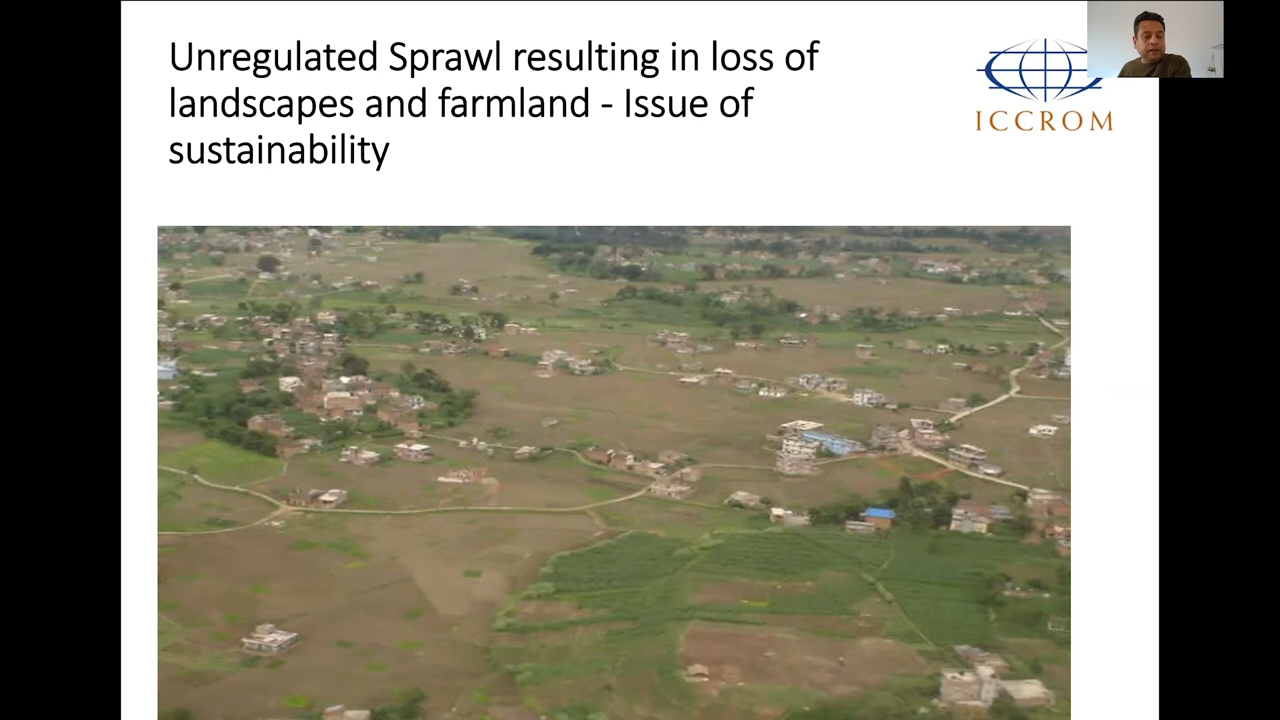 Unregulated Sprawl resulting in loss of
landscapes and farmland - Issue of
sustainability
ICCROM